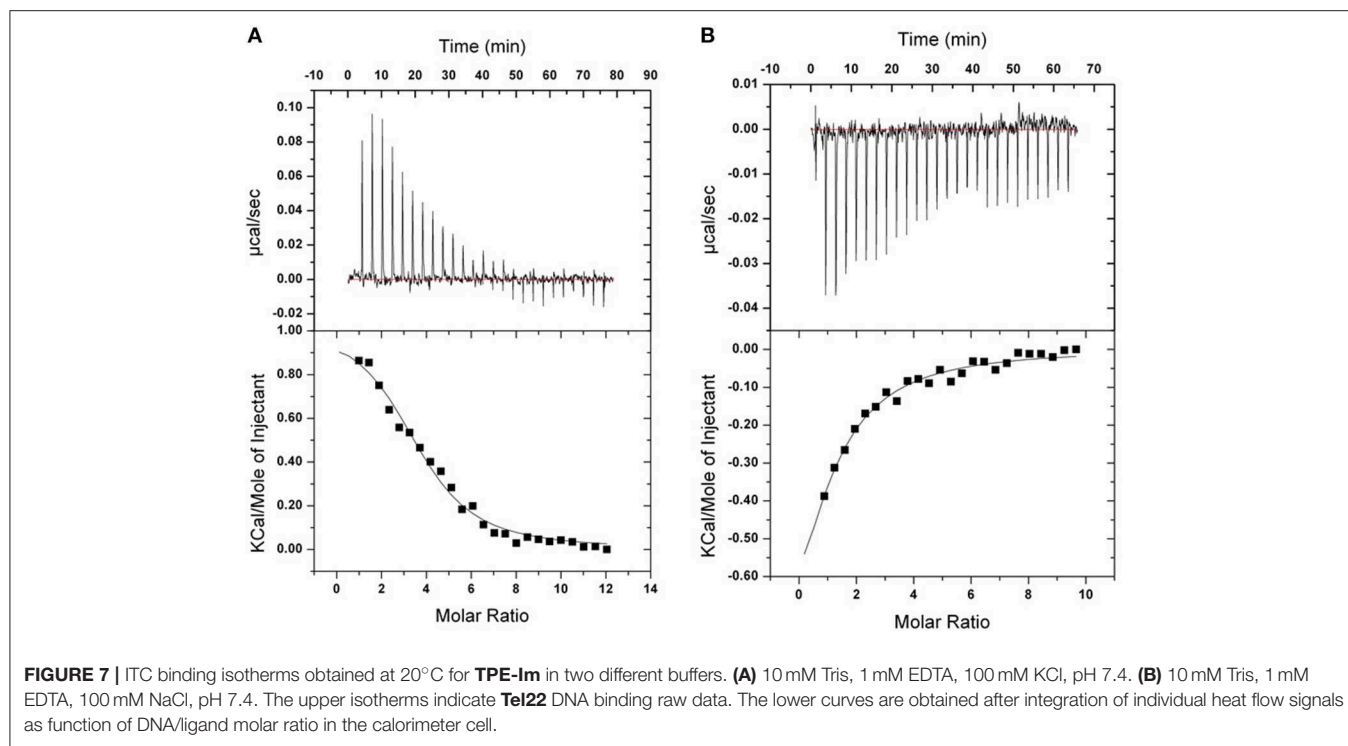 A
Time (min)
-10 0 10 20 30 40 50 60 70 80 90
0.10
0.08
0.06
0.04
0.02
0.00
-0.02
µcal/sec
1.00
0.80
0.60
0.40
0.20
0.00
KCal/Mole of Injectant
0 2 4 6 8 10 12 14
Molar Ratio
B
Time (min)
-10 0 10 20 30 40 50 60 70
0.01
0.00
-0.01
-0.02
-0.03
-0.04
µcal/sec
0.00
-0.10
-0.20
-0.30
-0.40
-0.50
-0.60
KCal/Mole of Injectant
0 2 4 6 8 10
Molar Ratio
FIGURE 7 | ITC binding isotherms obtained at 20°C for TPE-Im in two different buffers. (A) 10 mM Tris, 1 mM EDTA, 100 mM KCl, pH 7.4. (B) 10 mM Tris, 1 mM
EDTA, 100 mM NaCl, pH 7.4. The upper isotherms indicate Tel22 DNA binding raw data. The lower curves are obtained after integration of individual heat flow signals
as function of DNA/ligand molar ratio in the calorimeter cell.